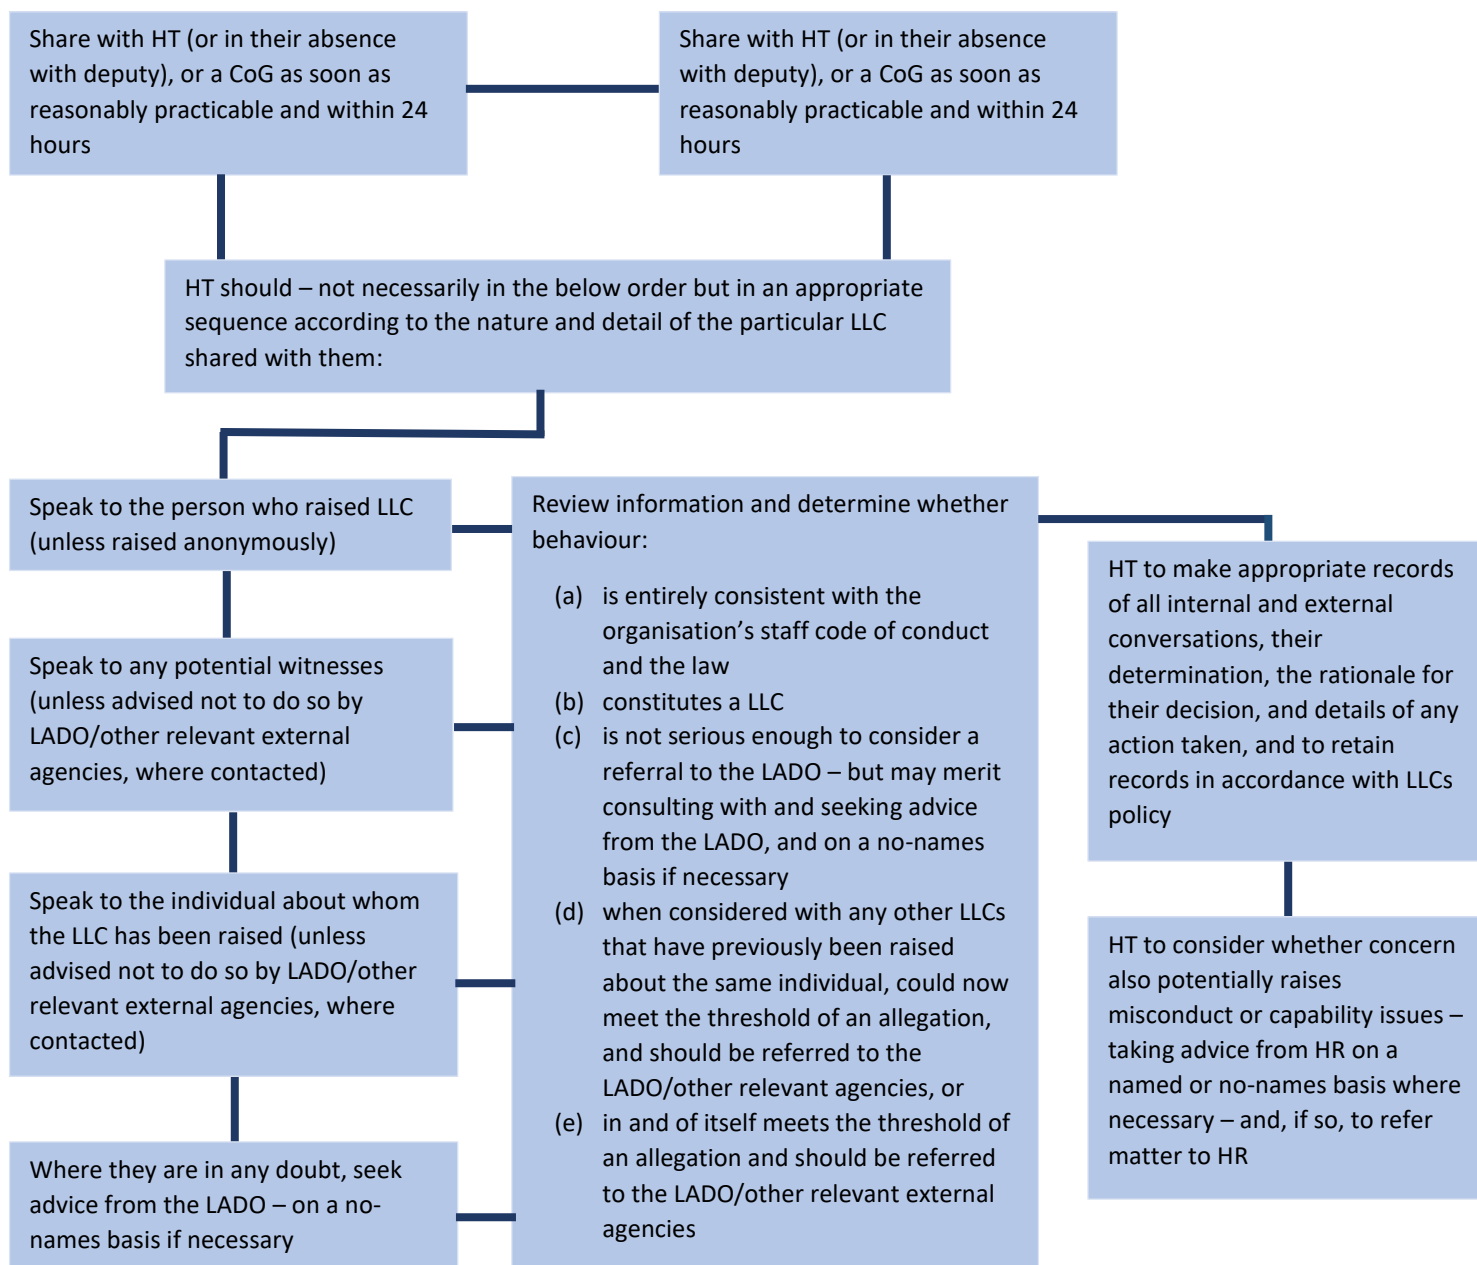 Share with HT (or in their absence
with deputy), or a CoG as soon as
reasonably practicable and within 24
hours
Share with HT (or in their absence
with deputy), or a CoG as soon as
reasonably practicable and within 24
hours
HT should – not necessarily in the below order but in an appropriate
sequence according to the nature and detail of the particular LLC
shared with them:
Speak to the person who raised LLC
(unless raised anonymously)
Speak to any potential witnesses
(unless advised not to do so by
LADO/other relevant external
agencies, where contacted)
Speak to the individual about whom
the LLC has been raised (unless
advised not to do so by LADO/other
relevant external agencies, where
contacted)
Where they are in any doubt, seek
advice from the LADO – on a no-
names basis if necessary
Review information and determine whether
behaviour:
(a) is entirely consistent with the
organisation’s staff code of conduct
and the law
(b) constitutes a LLC
(c) is not serious enough to consider a
referral to the LADO – but may merit
consulting with and seeking advice
from the LADO, and on a no-names
basis if necessary
(d) when considered with any other LLCs
that have previously been raised
about the same individual, could now
meet the threshold of an allegation,
and should be referred to the
LADO/other relevant agencies, or
(e) in and of itself meets the threshold of
an allegation and should be referred
to the LADO/other relevant external
agencies
HT to make appropriate records
of all internal and external
conversations, their
determination, the rationale for
their decision, and details of any
action taken, and to retain
records in accordance with LLCs
policy
HT to consider whether concern
also potentially raises
misconduct or capability issues –
taking advice from HR on a
named or no-names basis where
necessary – and, if so, to refer
matter to HR